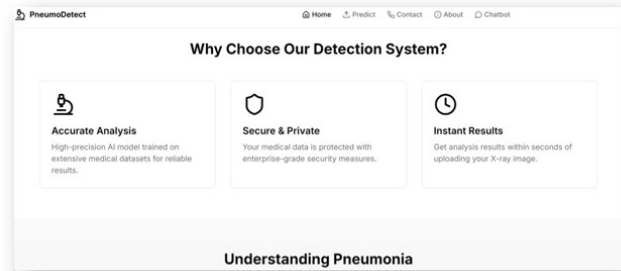 PneumoDetect
Home Predict Contact About Chatbot
Why Choose Our Detection System?
Accurate Analysis
High-precision AI model trained on
extensive medical datasets for reliable
results.
Secure & Private
Your medical data is protected with
enterprise-grade security measures.
Instant Results
Get analysis results within seconds of
uploading your X-ray image.
Understanding Pneumonia